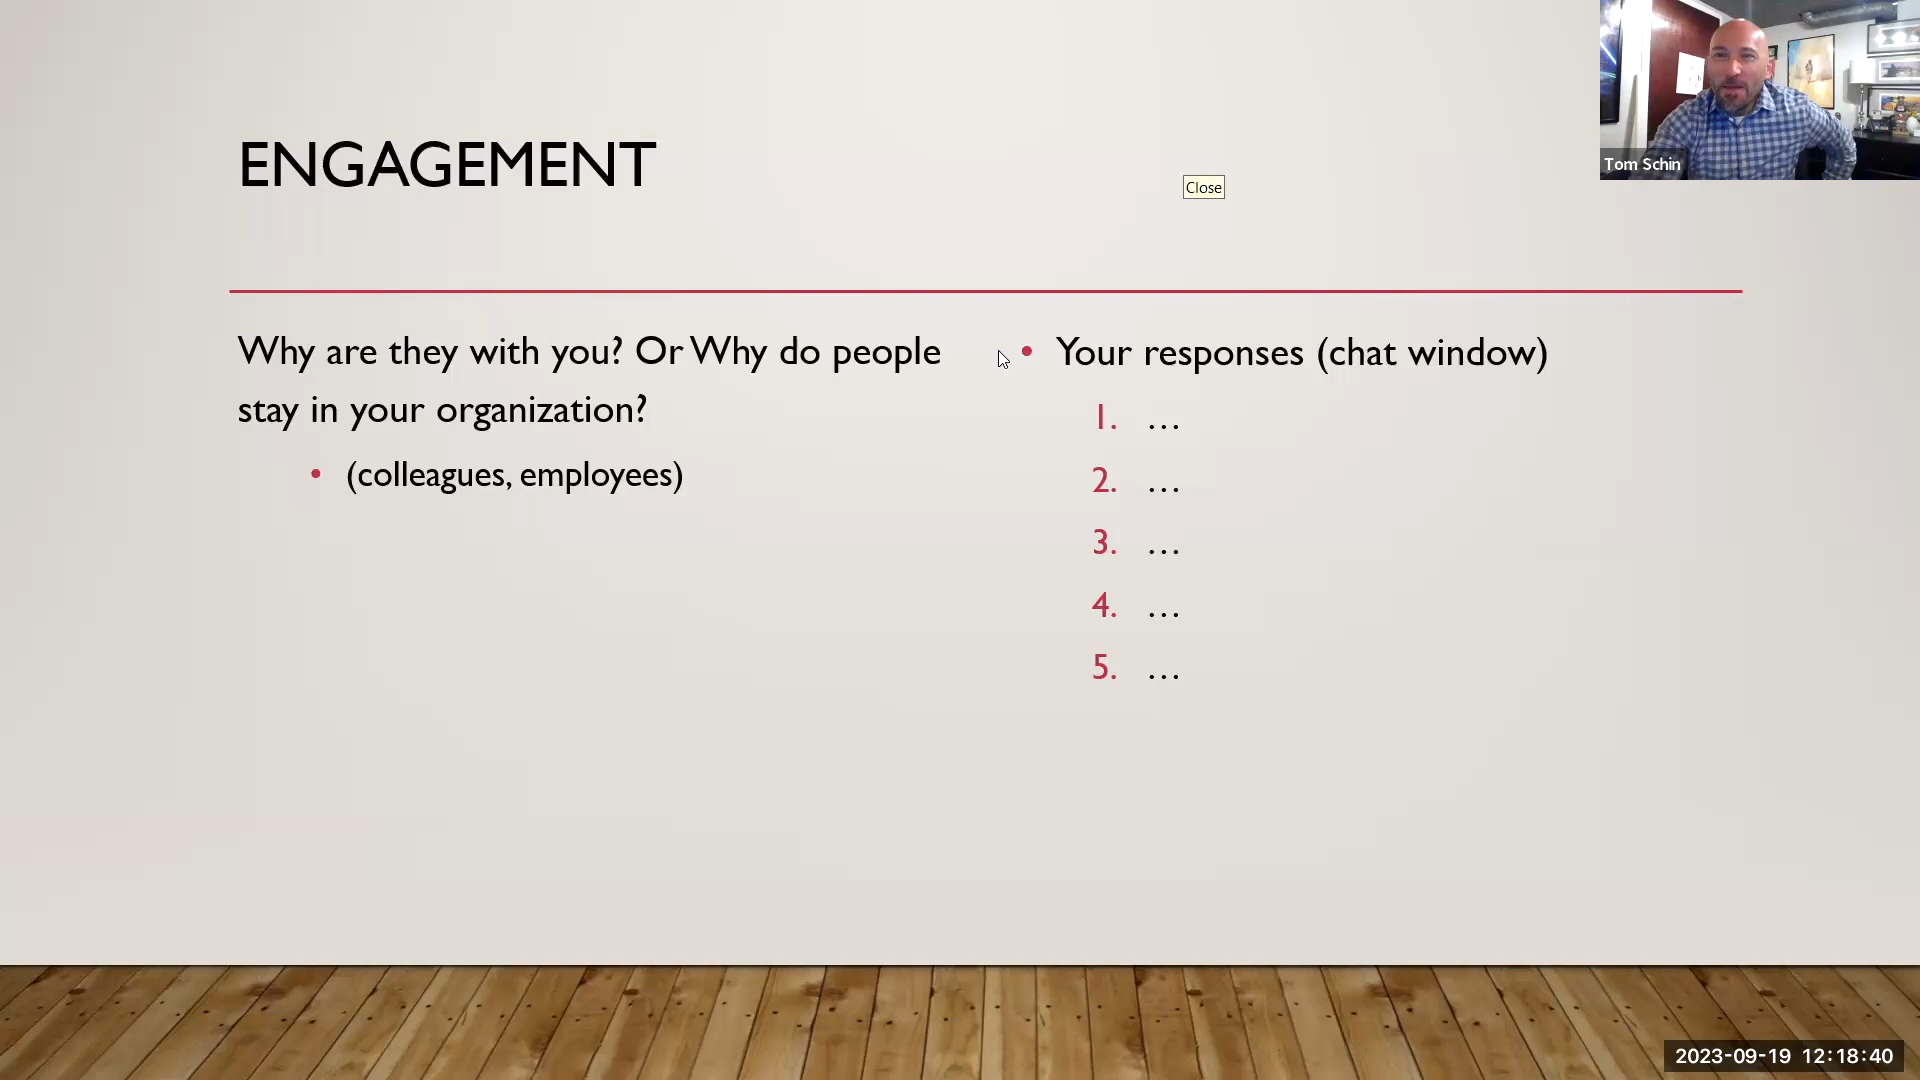 ENGAGEMENT
Close
Tom Schin
Why are they with you? Or Why do people
stay in your organization?
• (colleagues, employees)
• Your responses (chat window)
1. …
2. …
3. …
4. …
5. …
2023-09-19 12:18:40